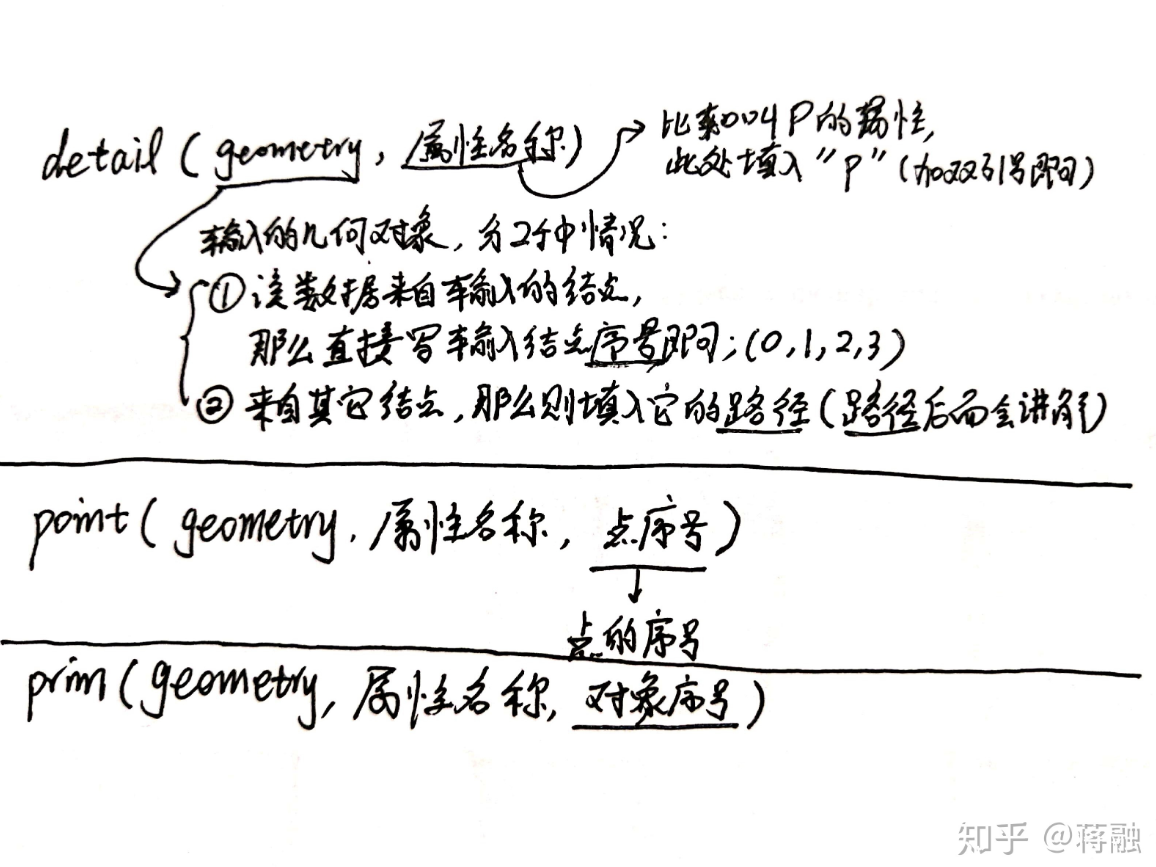 detail(geometry, 属性名称)
比如叫P的属性,
此处填入"P"(加双引号即可)
输入的几何对象,分2种情况:
①该数据来自输入的结点,
那么直接写输入结点序号即可;(0,1,2,3)
②来自其它结点,那么则填入它的路径(路径后面会讲解)
point(geometry, 属性名称, 点序号)
点的序号
prim(geometry, 属性名称, 对象序号)
知乎 @蒋融